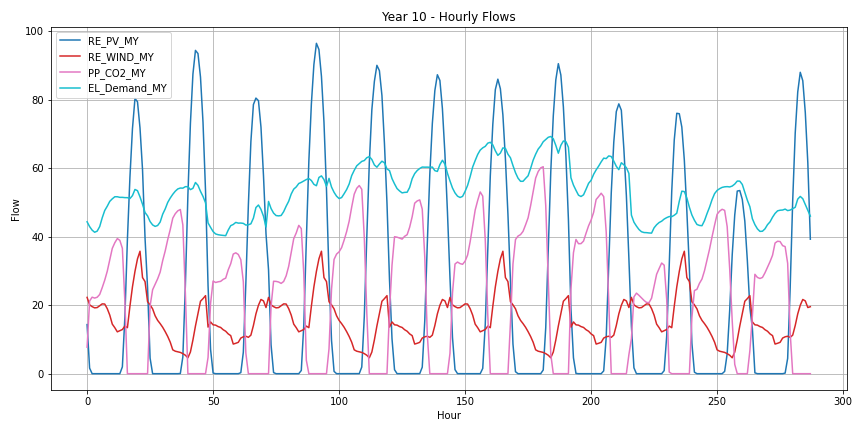 Year 10 - Hourly Flows
RE_PV_MY
RE_WIND_MY
PP_CO2_MY
EL_Demand_MY
100
80
60
40
20
0
Flow
0 50 100 150 200 250 300
Hour